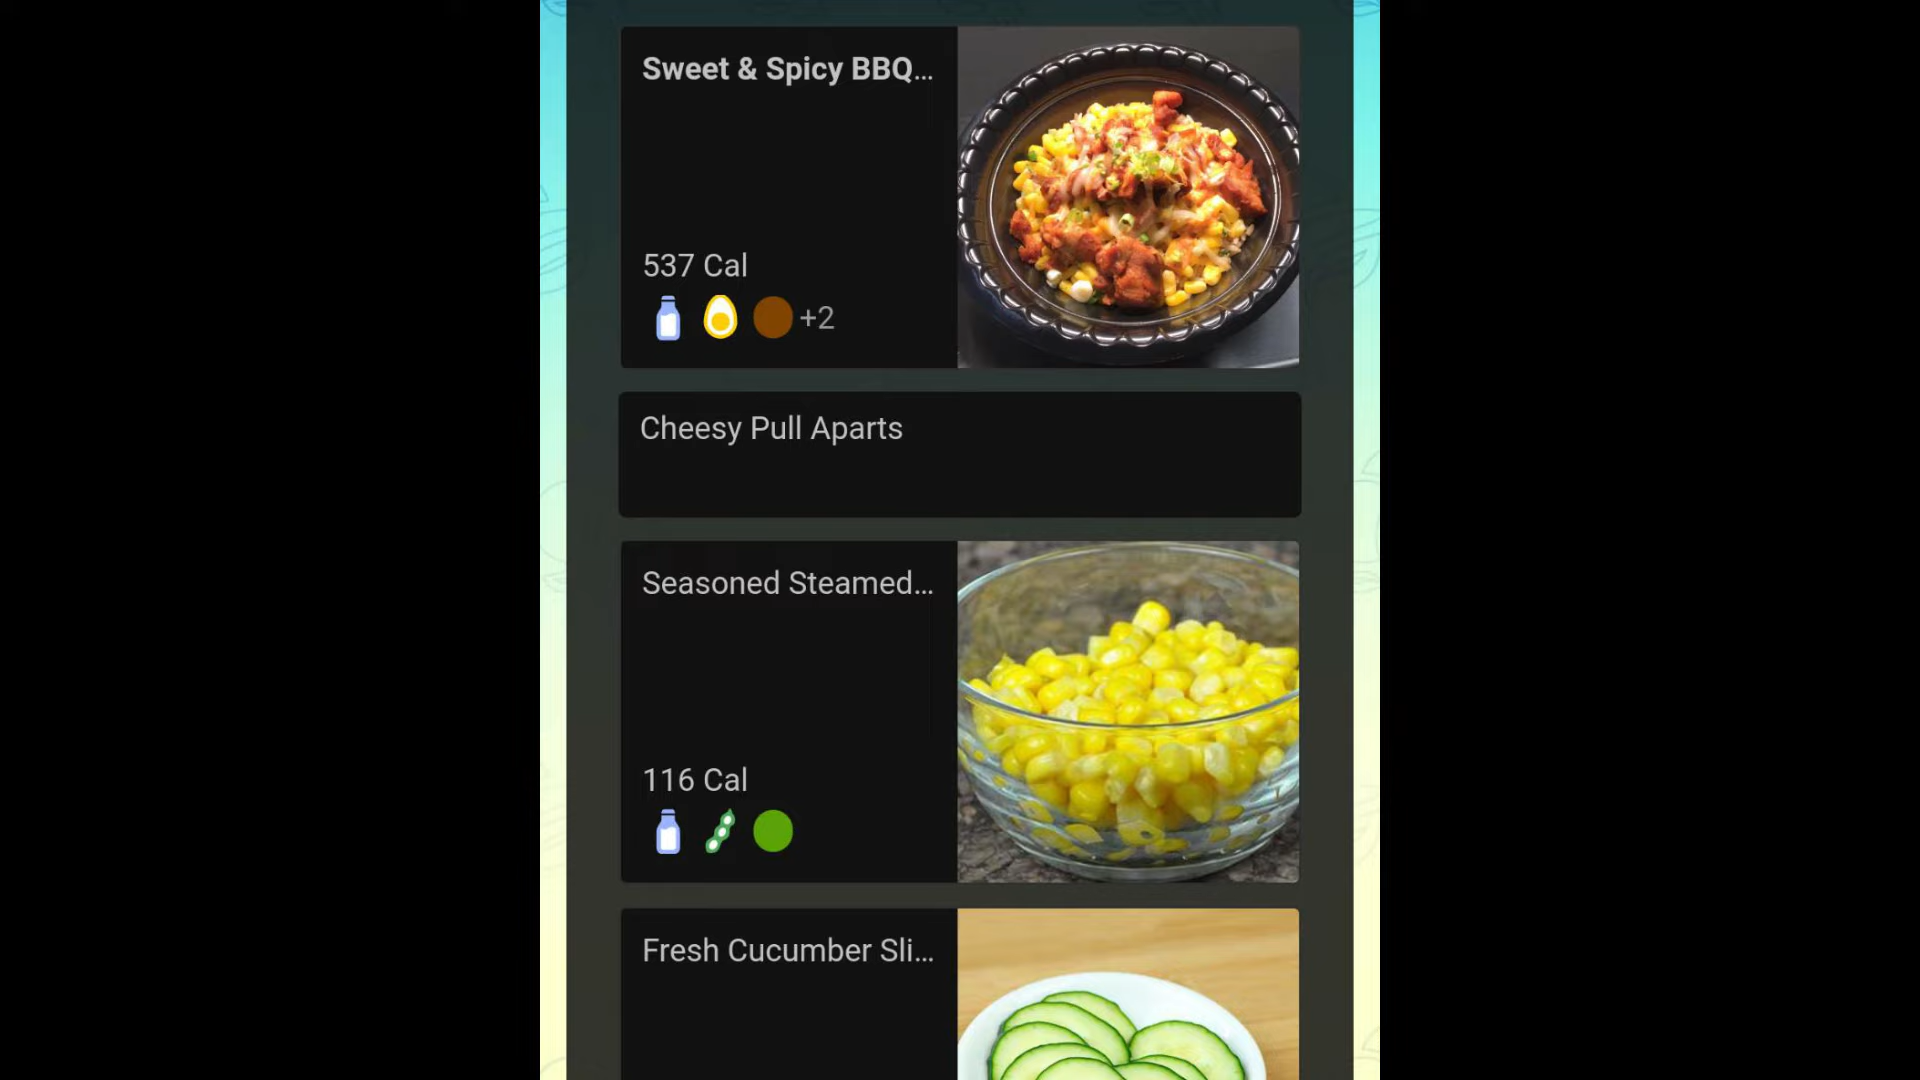 Sweet & Spicy BBQ...
537 Cal
+2
Cheesy Pull Aparts
Seasoned Steamed...
116 Cal
Fresh Cucumber Sli...